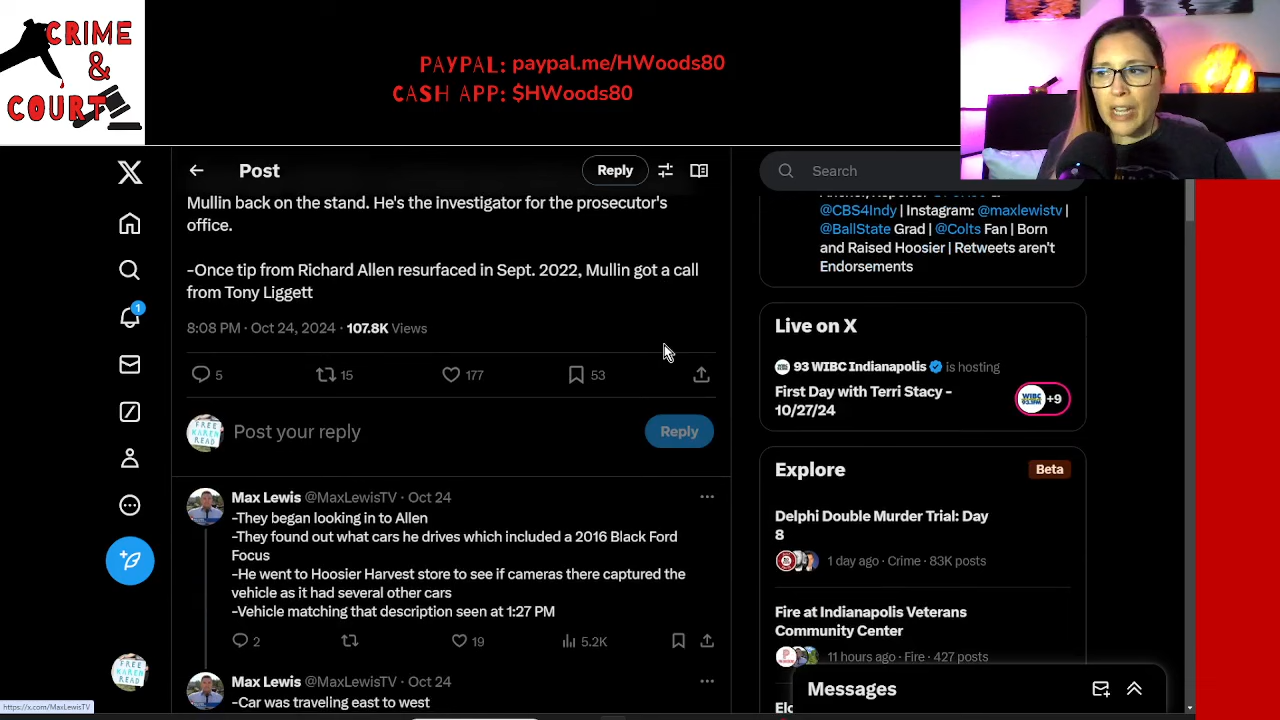 CRIME
&
COURT
PAYPAL: paypal.me/HWoods80
CASH APP: $HWoods80
Post
Reply
Search
Mullin back on the stand. He's the investigator for the prosecutor's
office.
-Once tip from Richard Allen resurfaced in Sept. 2022, Mullin got a call
from Tony Liggett
8:08 PM · Oct 24, 2024 · 107.8K Views
5
15
177
53
FREE
KAREN
READ
Post your reply
Reply
Max Lewis @MaxLewisTV · Oct 24
-They began looking in to Allen
-They found out what cars he drives which included a 2016 Black Ford
Focus
-He went to Hoosier Harvest store to see if cameras there captured the
vehicle as it had several other cars
-Vehicle matching that description seen at 1:27 PM
2
19
5.2K
Max Lewis @MaxLewisTV · Oct 24
-Car was traveling east to west
@CBS4Indy | Instagram: @maxlewistv |
@BallState Grad | @Colts Fan | Born
and Raised Hoosier | Retweets aren't
Endorsements
Live on X
93 WIBC Indianapolis is hosting
First Day with Terri Stacy -
10/27/24
+9
Explore
Beta
Delphi Double Murder Trial: Day
8
1 day ago · Crime · 83K posts
Fire at Indianapolis Veterans
Community Center
11 hours ago · Fire · 427 posts
Messages
1
FREE
KAREN
READ
https://x.com/MaxLewisTV